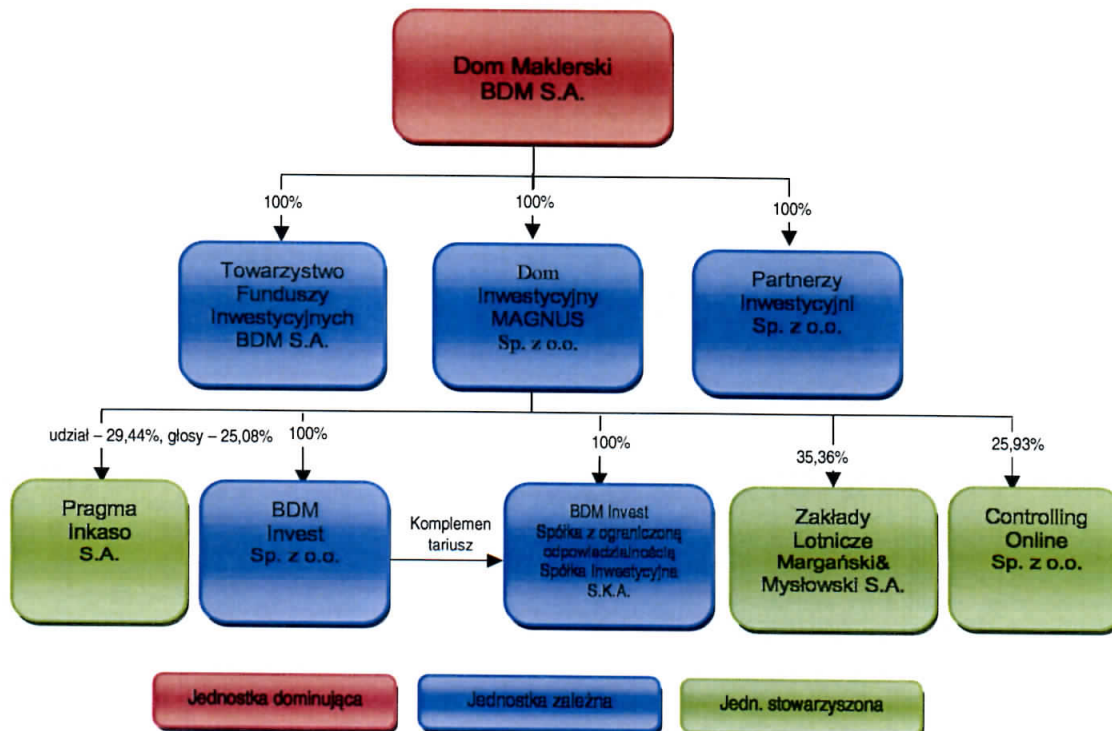 Dom Maklerski
BDM S.A.
100%
100%
100%
Towarzystwo
Funduszy
Inwestycyjnych
BDM S.A.
Dom
Inwestycyjny
MAGNUS
Sp. z o.o.
Partnerzy
Inwestycyjni
Sp. z o.o.
udział – 29,44%, głosy – 25,08%
100%
100%
35,36%
25,93%
Pragma
Inkaso
S.A.
BDM
Invest
Sp. z o.o.
Komplemen
tariusz
BDM Invest
Spółka z ograniczoną
odpowiedzialnością
Spółka Inwestycyjna
S.K.A.
Zakłady
Lotnicze
Margański&
Mysłowski S.A.
Controlling
Online
Sp. z o.o.
Jednostka dominująca
Jednostka zależna
Jedn. stowarzyszona